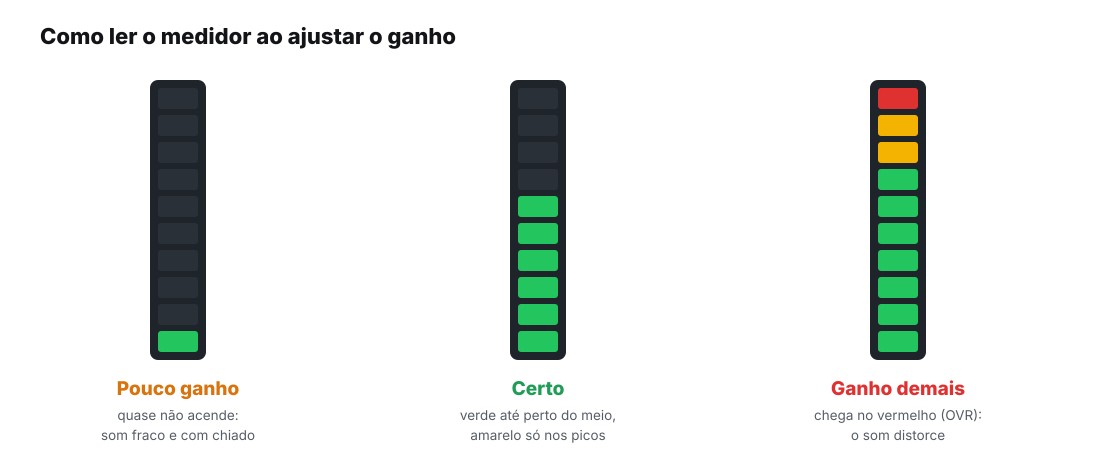 Como ler o medidor ao ajustar o ganho
Pouco ganho
quase não acende:
som fraco e com chiado
Certo
verde até perto do meio,
amarelo só nos picos
Ganho demais
chega no vermelho (OVR):
o som distorce